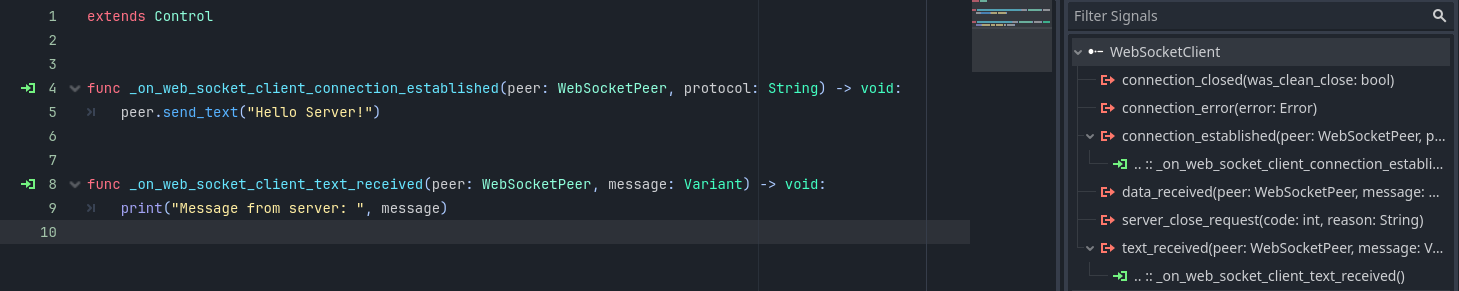 1 extends Control
2
3
4 func _on_web_socket_client_connection_established(peer: WebSocketPeer, protocol: String) -> void:
5 peer.send_text("Hello Server!")
6
7
8 func _on_web_socket_client_text_received(peer: WebSocketPeer, message: Variant) -> void:
9 print("Message from server: ", message)
10
Filter Signals
WebSocketClient
connection_closed(was_clean_close: bool)
connection_error(error: Error)
connection_established(peer: WebSocketPeer, p...
.. :: _on_web_socket_client_connection_establi...
data_received(peer: WebSocketPeer, message: ...
server_close_request(code: int, reason: String)
text_received(peer: WebSocketPeer, message: V...
.. :: _on_web_socket_client_text_received()